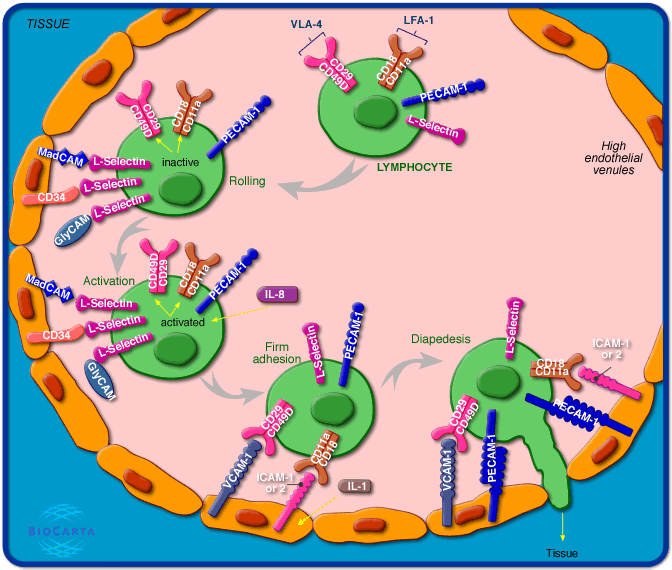 TISSUE
VLA-4
LFA-1
CD29
CD49D
CD18
CD11a
PECAM-1
L-Selectin
LYMPHOCYTE
High
endothelial
venules
CD29
CD49D
CD18
CD11a
PECAM-1
MadCAM
L-Selectin
inactive
CD34
L-Selectin
GlyCAM
L-Selectin
Rolling
Activation
CD49D
CD29
CD18
CD11a
PECAM-1
MadCAM
L-Selectin
activated
IL-8
CD34
L-Selectin
GlyCAM
L-Selectin
Firm
adhesion
L-Selectin
PECAM-1
CD29
CD49D
CD11a
CD18
VCAM-1
ICAM-1
or 2
IL-1
Diapedesis
L-Selectin
CD18
CD11a
ICAM-1
or 2
PECAM-1
CD29
CD49D
VCAM-1
PECAM-1
Tissue
BIOCARTA